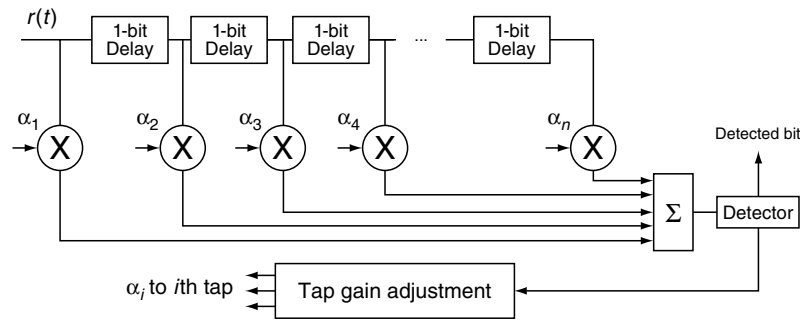 r(t)
1-bit
Delay
1-bit
Delay
1-bit
Delay
...
1-bit
Delay
α1
α2
α3
α4
αn
X
X
X
X
X
Detected bit
Σ
Detector
αi to ith tap
Tap gain adjustment